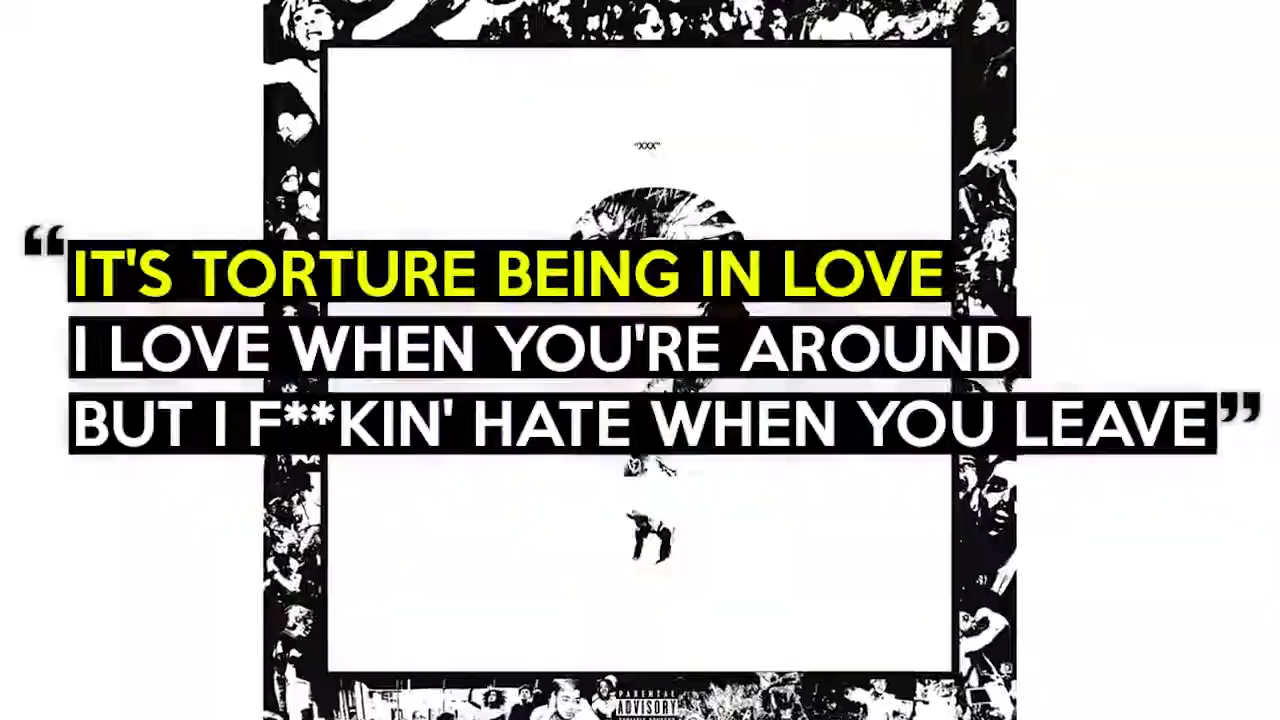 "XXX"
“IT'S TORTURE BEING IN LOVE
I LOVE WHEN YOU'RE AROUND
BUT I F**KIN' HATE WHEN YOU LEAVE”
PARENTAL
ADVISORY